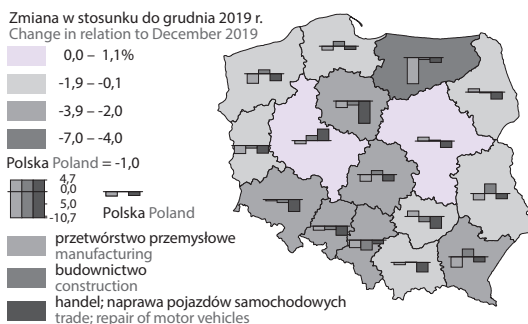 Zmiana w stosunku do grudnia 2019 r.
Change in relation to December 2019
0,0 – 1,1%
-1,9 – -0,1
-3,9 – -2,0
-7,0 – -4,0
Polska Poland = -1,0
4,7
0,0
5,0
-10,7
Polska Poland
przetwórstwo przemysłowe
manufacturing
budownictwo
construction
handel; naprawa pojazdów samochodowych
trade; repair of motor vehicles